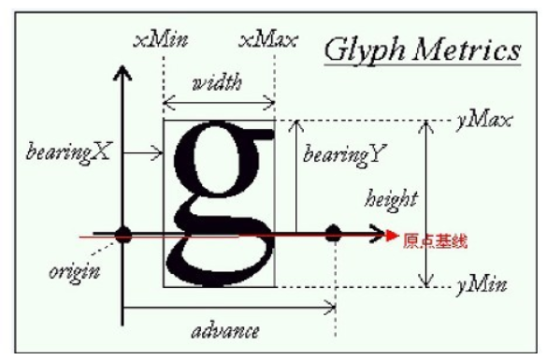 xMin xMax
Glyph Metrics
width
yMax
bearingX
bearingY
g
height
原点基线
origin
yMin
advance